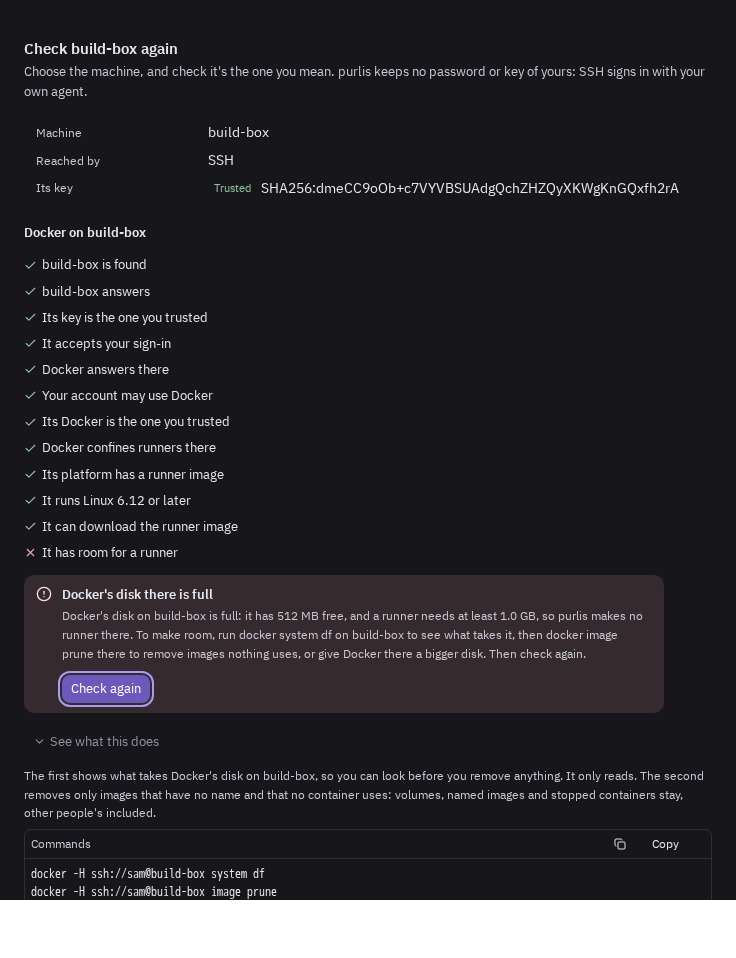 Check build-box again
Choose the machine, and check it's the one you mean. purlis keeps no password or key of yours: SSH signs in with your
own agent.
Machine build-box
Reached by SSH
Its key Trusted SHA256:dmeCC9oOb+c7VYVBSUAdgQchZHZQyXKWgKnGQxfh2rA
Docker on build-box
build-box is found
build-box answers
Its key is the one you trusted
It accepts your sign-in
Docker answers there
Your account may use Docker
Its Docker is the one you trusted
Docker confines runners there
Its platform has a runner image
It runs Linux 6.12 or later
It can download the runner image
It has room for a runner
Docker's disk there is full
Docker's disk on build-box is full: it has 512 MB free, and a runner needs at least 1.0 GB, so purlis makes no
runner there. To make room, run docker system df on build-box to see what takes it, then docker image
prune there to remove images nothing uses, or give Docker there a bigger disk. Then check again.
Check again
See what this does
The first shows what takes Docker's disk on build-box, so you can look before you remove anything. It only reads. The second
removes only images that have no name and that no container uses: volumes, named images and stopped containers stay,
other people's included.
Commands Copy
docker -H ssh://sam@build-box system df
docker -H ssh://sam@build-box image prune